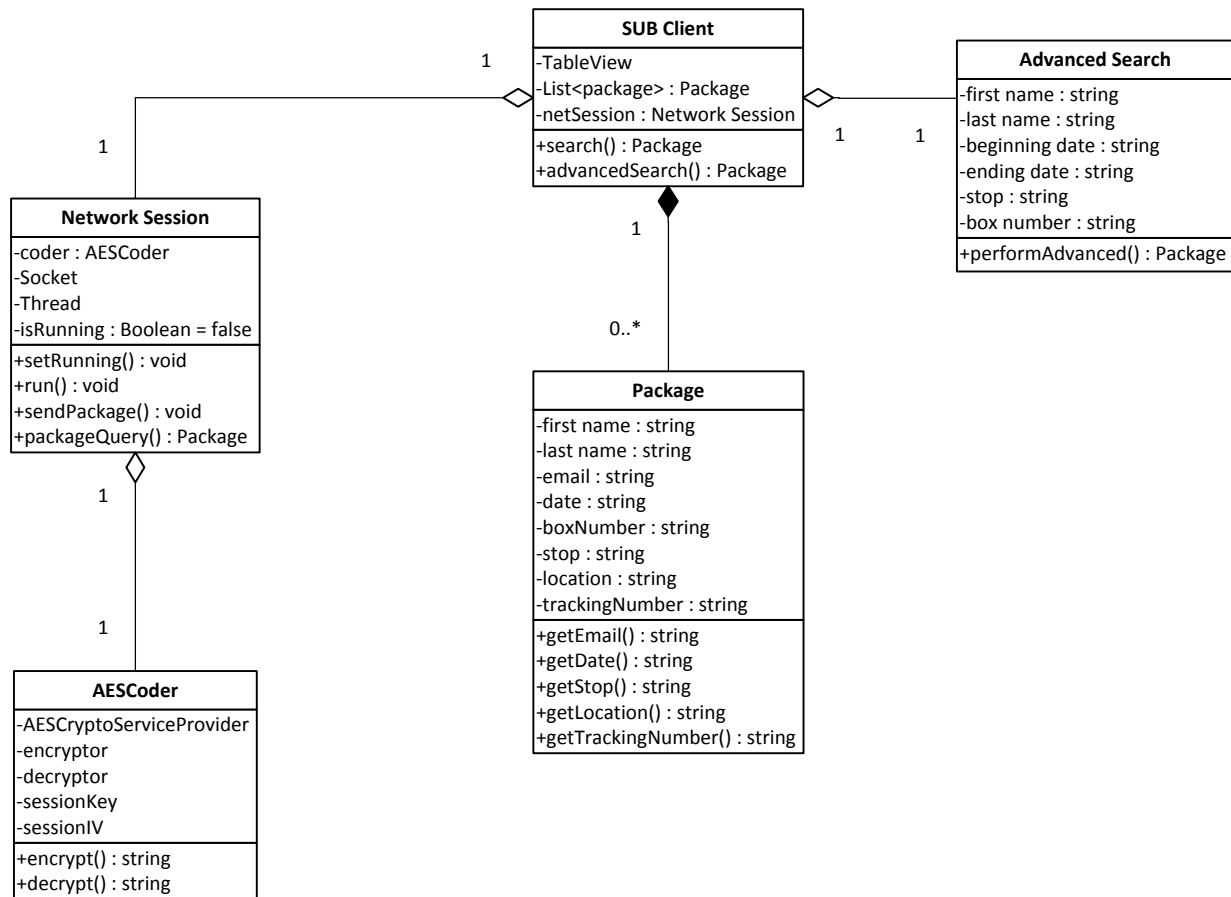 SUB Client
-TableView
-List<package> : Package
-netSession : Network Session
+search() : Package
+advancedSearch() : Package
Advanced Search
-first name : string
-last name : string
-beginning date : string
-ending date : string
-stop : string
-box number : string
+performAdvanced() : Package
1
1
1
1
1
0..*
Network Session
-coder : AESCoder
-Socket
-Thread
-isRunning : Boolean = false
+setRunning() : void
+run() : void
+sendPackage() : void
+packageQuery() : Package
1
1
Package
-first name : string
-last name : string
-email : string
-date : string
-boxNumber : string
-stop : string
-location : string
-trackingNumber : string
+getEmail() : string
+getDate() : string
+getStop() : string
+getLocation() : string
+getTrackingNumber() : string
AESCoder
-AESCryptoServiceProvider
-encryptor
-decryptor
-sessionKey
-sessionIV
+encrypt() : string
+decrypt() : string